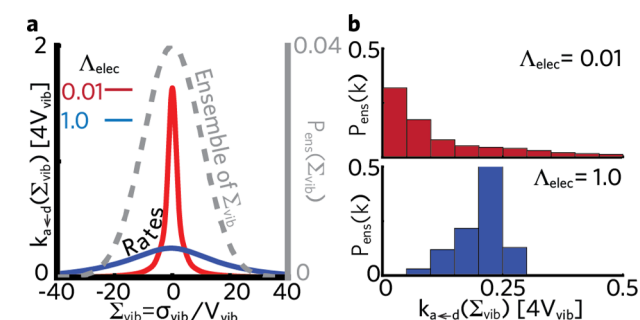 a
2
0
k a⬅d (Σvib) [4Vvib]
Λelec
0.01
1.0
Rates
Ensemble of Σvib
0.04
0
Pens(Σvib)
-40 -20 0 20 40
Σvib=σvib/Vvib
b
0.5
0
Pens(k)
Λelec= 0.01
0.5
0
Pens(k)
Λelec= 1.0
0 0.25 0.5
ka⬅d(Σvib) [4Vvib]